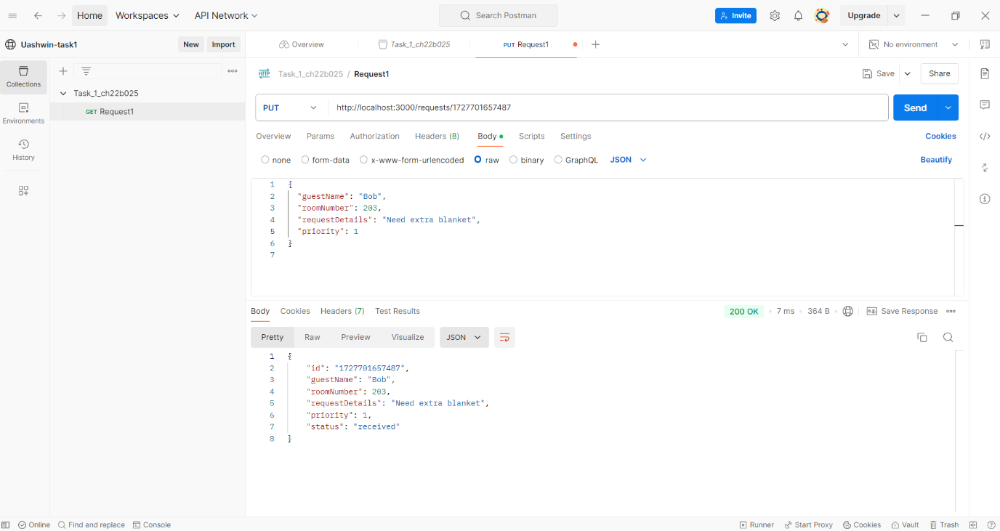 Home Workspaces API Network Search Postman Invite Upgrade
Uashwin-task1 New Import Overview Task_1_ch22b025 PUT Request1 No environment
Collections
Environments
History
Task_1_ch22b025
GET Request1
HTTP Task_1_ch22b025 / Request1 Save Share
PUT http://localhost:3000/requests/1727701657487 Send
Overview Params Authorization Headers (8) Body Scripts Settings Cookies
none form-data x-www-form-urlencoded raw binary GraphQL JSON Beautify
1 {
2 "guestName": "Bob",
3 "roomNumber": 203,
4 "requestDetails": "Need extra blanket",
5 "priority": 1
6 }
7
Body Cookies Headers (7) Test Results 200 OK 7 ms 364 B Save Response
Pretty Raw Preview Visualize JSON
1 {
2 "id": "1727701657487",
3 "guestName": "Bob",
4 "roomNumber": 203,
5 "requestDetails": "Need extra blanket",
6 "priority": 1,
7 "status": "received"
8 }
Online Find and replace Console Runner Start Proxy Cookies Vault Trash